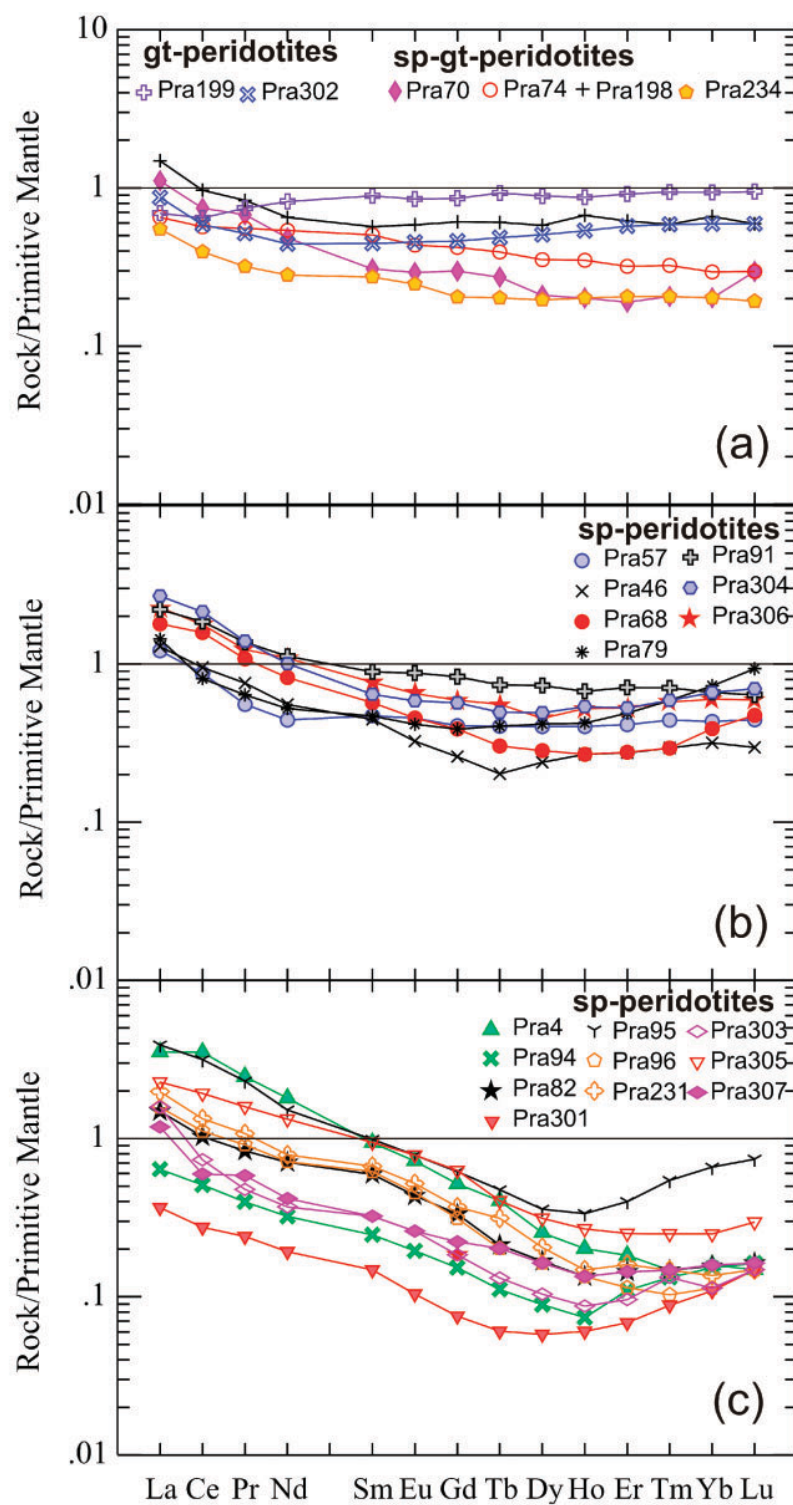 10
gt-peridotites sp-gt-peridotites
Pra199 Pra302 Pra70 Pra74 Pra198 Pra234
1
Rock/Primitive Mantle
.1
(a)
.01
sp-peridotites
Pra57 Pra91
Pra46 Pra304
Pra68 Pra306
Pra79
1
Rock/Primitive Mantle
.1
(b)
.01
sp-peridotites
Pra4 Pra95 Pra303
Pra94 Pra96 Pra305
Pra82 Pra231 Pra307
Pra301
1
Rock/Primitive Mantle
.1
(c)
.01
La Ce Pr Nd Sm Eu Gd Tb Dy Ho Er Tm Yb Lu